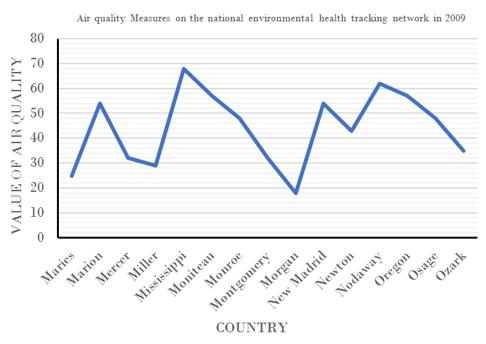 Air quality Measures on the national environmental health tracking network in 2009
80
70
60
50
40
30
20
10
0
VALUE OF AIR QUALITY
Maries
Marion
Mercer
Miller
Mississippi
Moniteau
Monroe
Montgomery
Morgan
New Madrid
Newton
Nodaway
Oregon
Osage
Ozark
COUNTRY